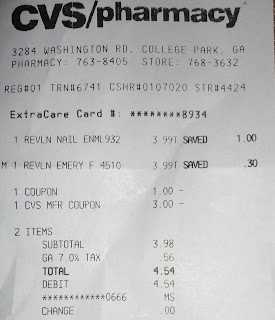 CVS/pharmacy
3284 WASHINGTON RD, COLLEGE PARK, GA
PHARMACY: 763-8405 STORE: 768-3632
REG#01 TRN#6741 CSHR#0107020 STR#4424
ExtraCare Card #: ********8934
1 REVLN NAIL ENML932 3.99T SAVED 1.00
M 1 REVLN EMERY F 4510 3.99T SAVED .30
1 COUPON 1.00 -
1 CVS MFR COUPON 3.00 -
2 ITEMS
SUBTOTAL 3.98
GA 7.0% TAX .56
TOTAL 4.54
DEBIT 4.54
************0666 MS
CHANGE .00